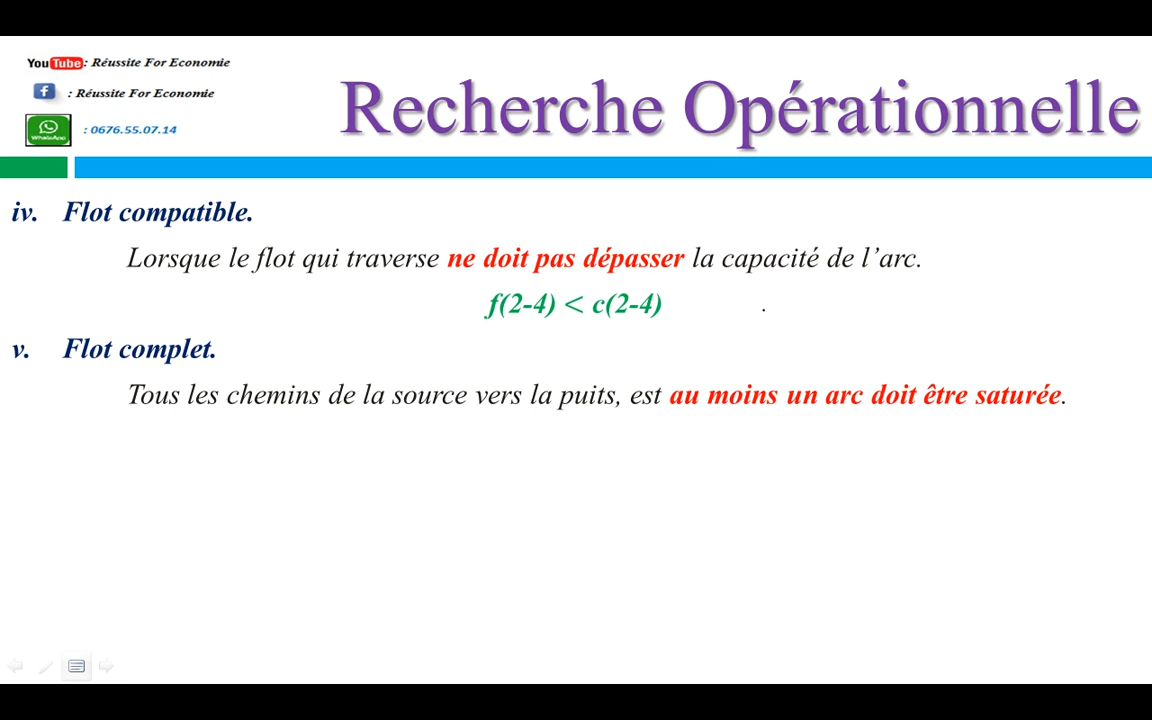 YouTube : Réussite For Economie
f : Réussite For Economie
WhatsApp : 0676.55.07.14
Recherche Opérationnelle
iv. Flot compatible.
Lorsque le flot qui traverse ne doit pas dépasser la capacité de l’arc.
f(2-4) < c(2-4) .
v. Flot complet.
Tous les chemins de la source vers la puits, est au moins un arc doit être saturée.